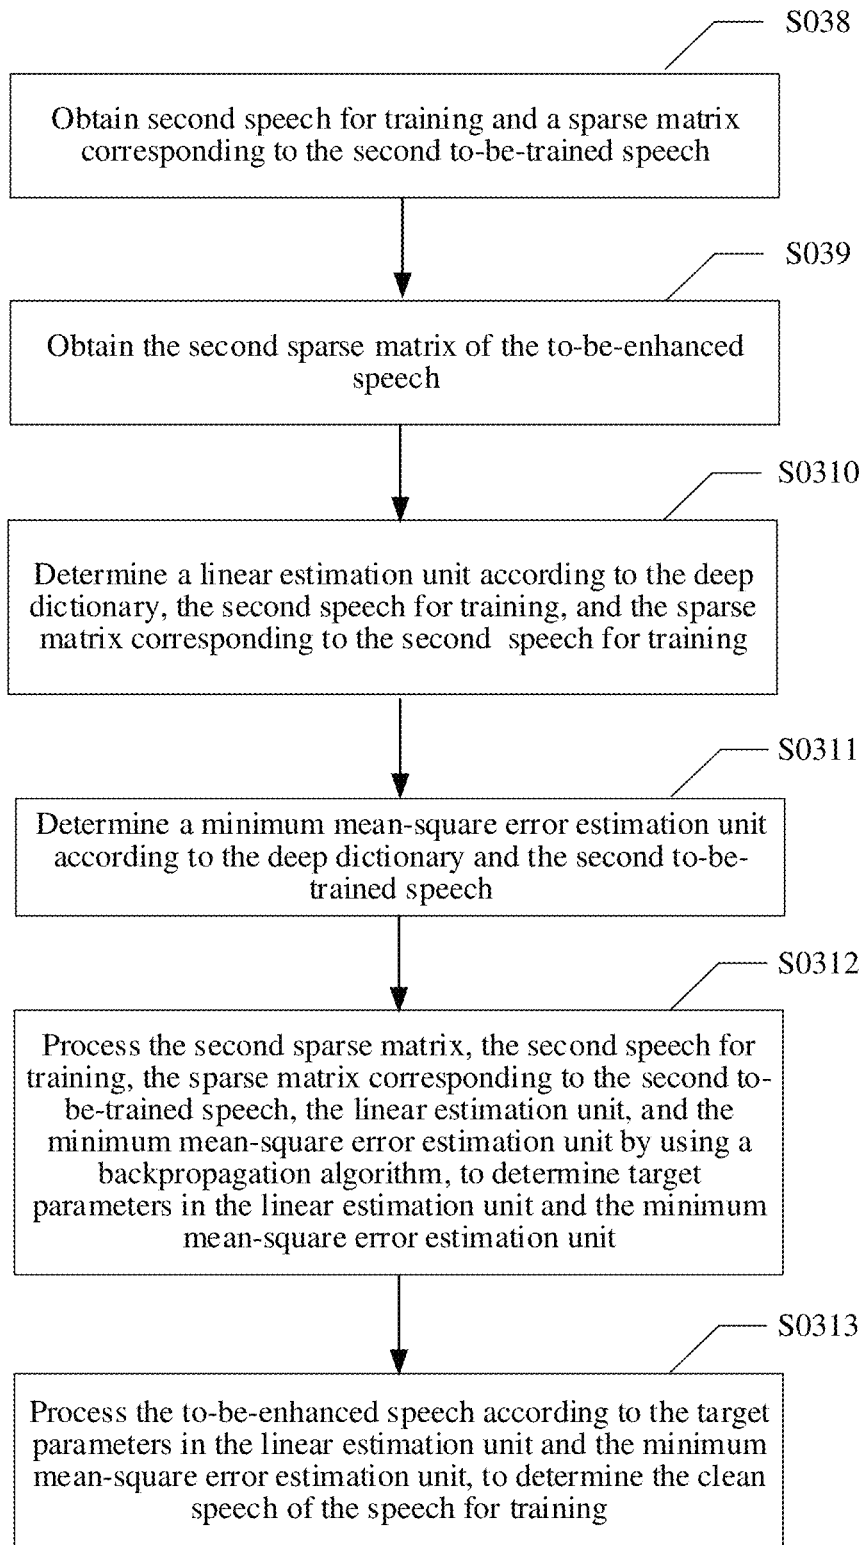 S038
Obtain second speech for training and a sparse matrix
corresponding to the second to-be-trained speech
S039
Obtain the second sparse matrix of the to-be-enhanced
speech
S0310
Determine a linear estimation unit according to the deep
dictionary, the second speech for training, and the sparse
matrix corresponding to the second speech for training
S0311
Determine a minimum mean-square error estimation unit
according to the deep dictionary and the second to-be-
trained speech
S0312
Process the second sparse matrix, the second speech for
training, the sparse matrix corresponding to the second to-
be-trained speech, the linear estimation unit, and the
minimum mean-square error estimation unit by using a
backpropagation algorithm, to determine target
parameters in the linear estimation unit and the minimum
mean-square error estimation unit
S0313
Process the to-be-enhanced speech according to the target
parameters in the linear estimation unit and the minimum
mean-square error estimation unit, to determine the clean
speech of the speech for training